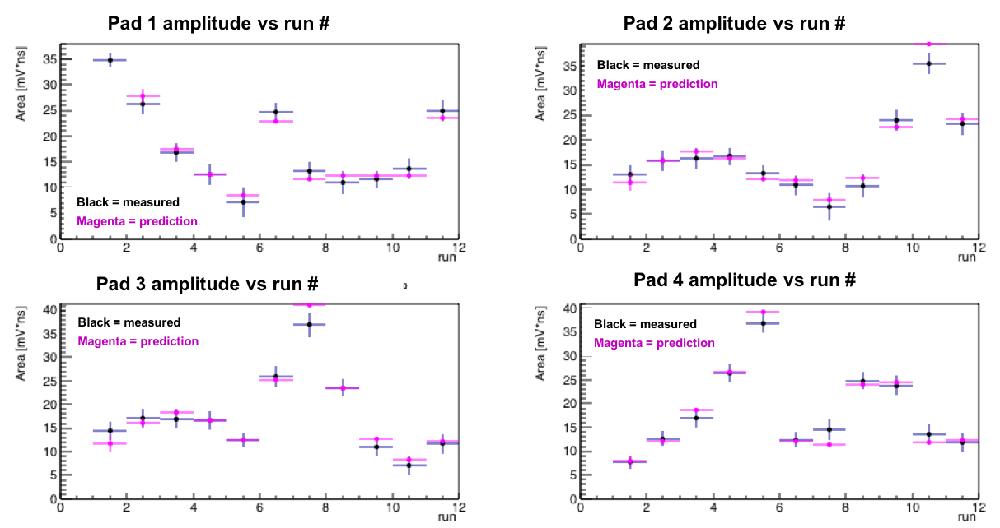 Pad 1 amplitude vs run #
Area [mV*ns]
35
30
25
20
15
10
5
0
Black = measured
Magenta = prediction
0 2 4 6 8 10 12
run
Pad 2 amplitude vs run #
Area [mV*ns]
35
30
25
20
15
10
5
0
Black = measured
Magenta = prediction
0 2 4 6 8 10 12
run
Pad 3 amplitude vs run #
Area [mV*ns]
40
35
30
25
20
15
10
5
0
Black = measured
Magenta = prediction
0 2 4 6 8 10 12
run
Pad 4 amplitude vs run #
Area [mV*ns]
40
35
30
25
20
15
10
5
0
Black = measured
Magenta = prediction
0 2 4 6 8 10 12
run